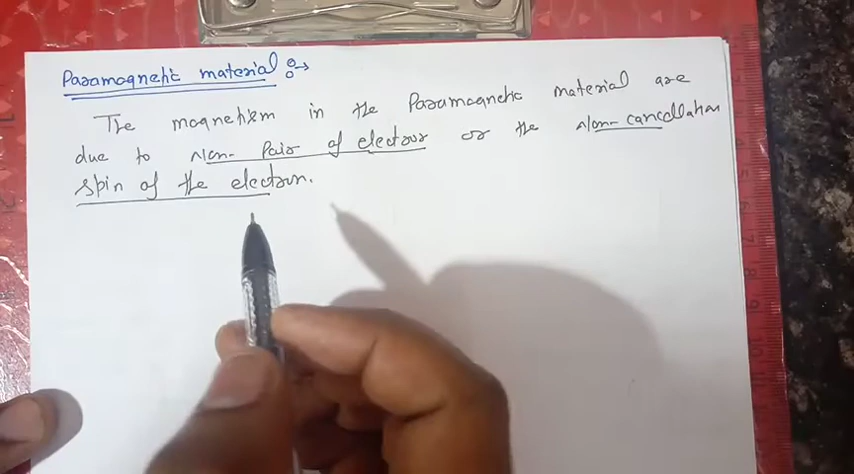 Paramagnetic material :→
The magnetism in the Paramagnetic material are
due to Non-Pair of electour or the Non-cancellation
spin of the electron.